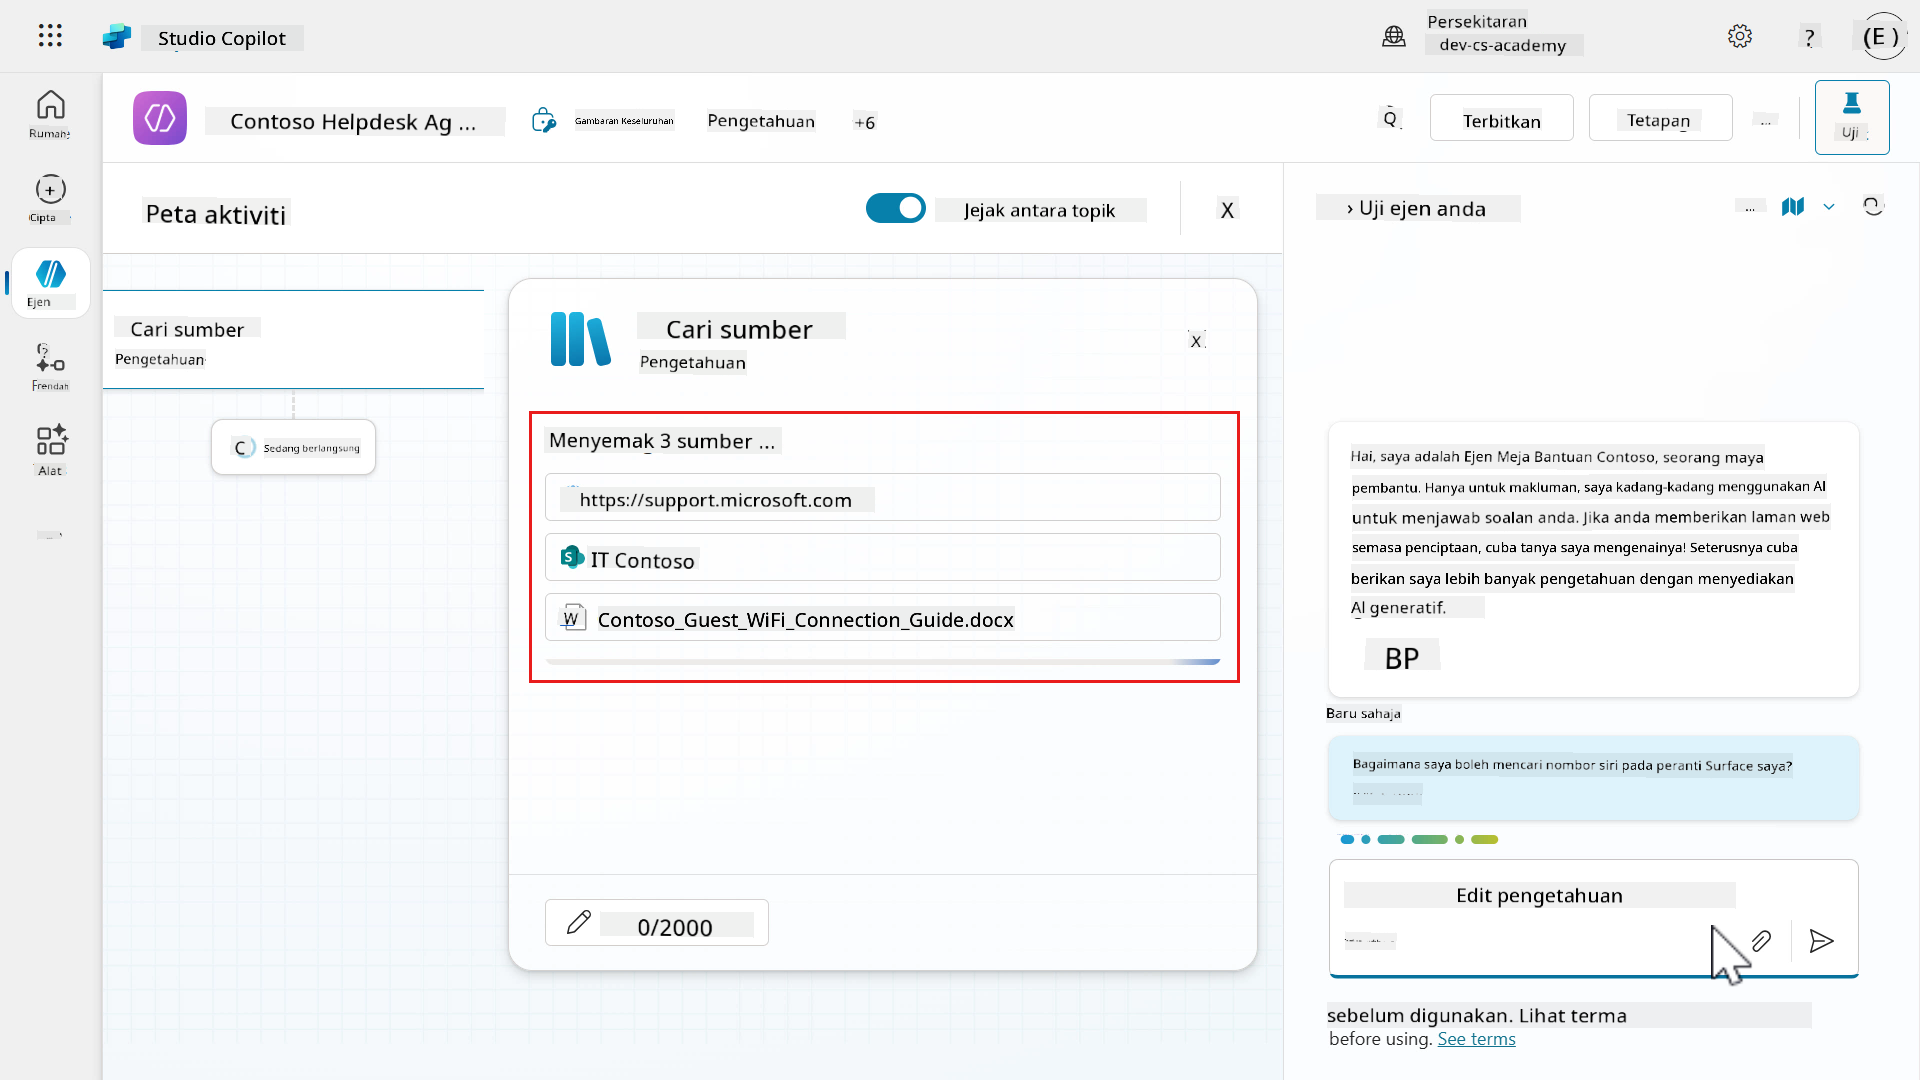 Studio Copilot
Persekitaran
dev-cs-academy
?
(E )
Rumah
Cipta
Ejen
Alat
Contoso Helpdesk Ag ...
Gambaran Keseluruhan
Pengetahuan
+6
Q
Terbitkan
Tetapan
...
Uji
Peta aktiviti
Jejak antara topik
X
Cari sumber
Pengetahuan
C
Sedang berlangsung
Cari sumber
Pengetahuan
X
Menyemak 3 sumber ...
https://support.microsoft.com
IT Contoso
Contoso_Guest_WiFi_Connection_Guide.docx
0/2000
› Uji ejen anda
...
Hai, saya adalah Ejen Meja Bantuan Contoso, seorang maya
pembantu. Hanya untuk makluman, saya kadang-kadang menggunakan AI
untuk menjawab soalan anda. Jika anda memberikan laman web
semasa penciptaan, cuba tanya saya mengenainya! Seterusnya cuba
berikan saya lebih banyak pengetahuan dengan menyediakan
AI generatif.
BP
Baru sahaja
Bagaimana saya boleh mencari nombor siri pada peranti Surface saya?
Edit pengetahuan
sebelum digunakan. Lihat terma
before using. See terms